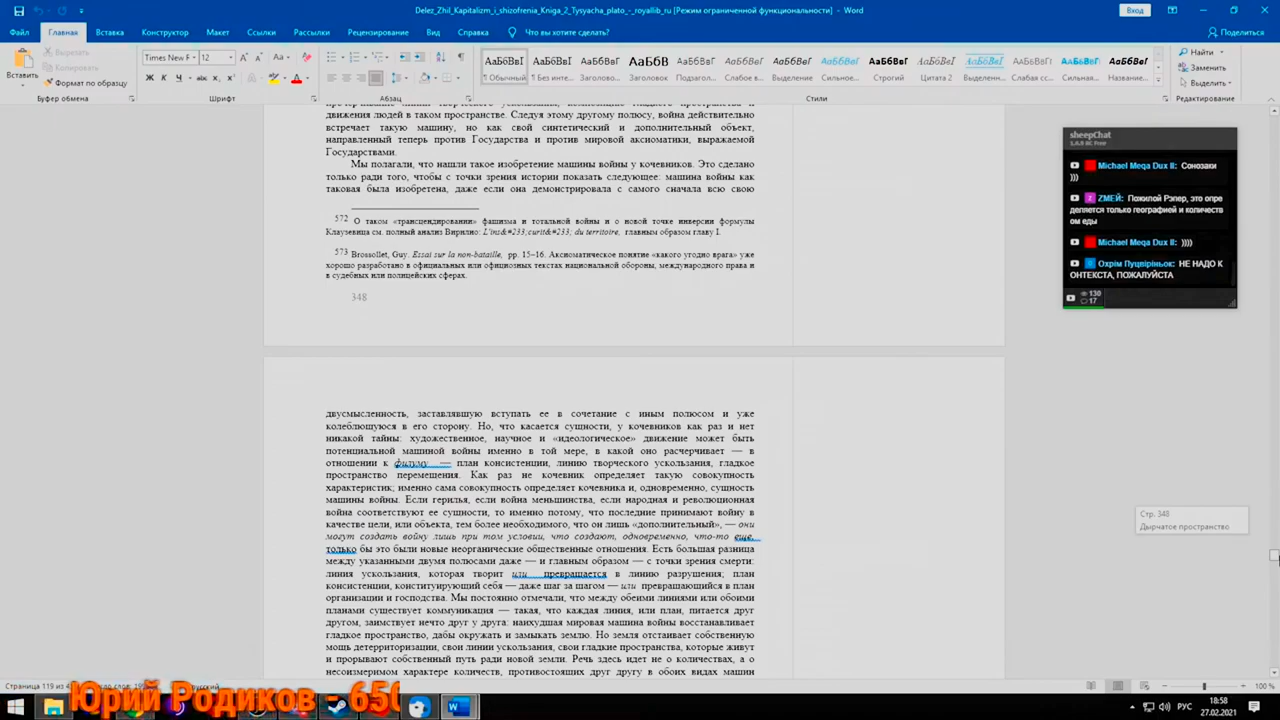 Delez_Zhil_Kapitalizm_i_shizofrenia_Kniga_2_Tysyacha_plato_-_royallib_ru [Режим ограниченной функциональности] - Word
Вход
Файл Главная Вставка Конструктор Макет Ссылки Рассылки Рецензирование Вид Справка Что вы хотите сделать? Поделиться
Вставить
Вырезать
Копировать
Формат по образцу
Times New F 12
Обычный Без инте... Заголово... Заголовок Подзагол... Слабое в... Выделение Сильное... Строгий Цитата 2 Выделенн... Слабая сс... Сильная... Название...
Найти
Заменить
Выделить
Буфер обмена Шрифт Абзац Стили Редактирование
движения людей в таком пространстве. Следуя этому другому полюсу, война действительно
встречает такую машину, но как свой синтетический и дополнительный объект,
направленный теперь против Государства и против мировой аксиоматики, выражаемой
Государствами.
Мы полагали, что нашли такое изобретение машины войны у кочевников. Это сделано
только ради того, чтобы с точки зрения истории показать следующее: машина войны как
таковая была изобретена, даже если она демонстрировала с самого начала всю свою
572 О таком «трансцендировании» фашизма и тотальной войны и о новой точке инверсии формулы
Клаузевица см. полный анализ Вирилио: L'ins&#233;curit&#233; du territoire, главным образом главу I.
573 Brossollet, Guy. Essai sur la non-bataille, pp. 15–16. Аксиоматическое понятие «какого угодно врага» уже
хорошо разработано в официальных или официозных текстах национальной обороны, международного права и
в судебных или полицейских сферах.
348
двусмысленность, заставлявшую вступать ее в сочетание с иным полюсом и уже
колеблющуюся в его сторону. Но, что касается сущности, у кочевников как раз и нет
никакой тайны: художественное, научное и «идеологическое» движение может быть
потенциальной машиной войны именно в той мере, в какой оно расчерчивает — в
отношении к филуму — план консистенции, линию творческого ускользания, гладкое
пространство перемещения. Как раз не кочевник определяет такую совокупность
характеристик; именно сама совокупность определяет кочевника и, одновременно, сущность
машины войны. Если герилья, если война меньшинства, если народная и революционная
война соответствуют ее сущности, то именно потому, что последние принимают войну в
качестве цели, или объекта, тем более необходимого, что он лишь «дополнительный», — они
могут создать войну лишь при том условии, что создают, одновременно, что-то еще,
только бы это были новые неорганические общественные отношения. Есть большая разница
между указанными двумя полюсами даже — и главным образом — с точки зрения смерти:
линия ускользания, которая творит или превращается в линию разрушения; план
консистенции, конституирующий себя — даже шаг за шагом — или превращающийся в план
организации и господства. Мы постоянно отмечали, что между обеими линиями или обоими
планами существует коммуникация — такая, что каждая линия, или план, питается друг
другом, заимствует нечто друг у друга: наихудшая мировая машина войны восстанавливает
гладкое пространство, дабы окружать и замыкать землю. Но земля отстаивает собственную
мощь детерриторизации, свои линии ускользания, свои гладкие пространства, которые живут
и прорывают собственный путь ради новой земли. Речь здесь идет не о количествах, а о
несоизмеримом характере количеств, противостоящих друг другу в обоих видах машин
sheepChat
Michael Mega Dux II: Сонозаки
)))
ZМЕЙ: Пожилой Рэпер, это опре
деляется только географией и количеств
ом еды
Michael Mega Dux II: ))))
Охрім Пуцвіріньок: НЕ НАДО К
ОНТЕКСТА, ПОЖАЛУЙСТА
130
17
Стр. 348
Дырчатое пространство
100 %
Юрий Родиков - 650
РУС
18:58
27.02.2021